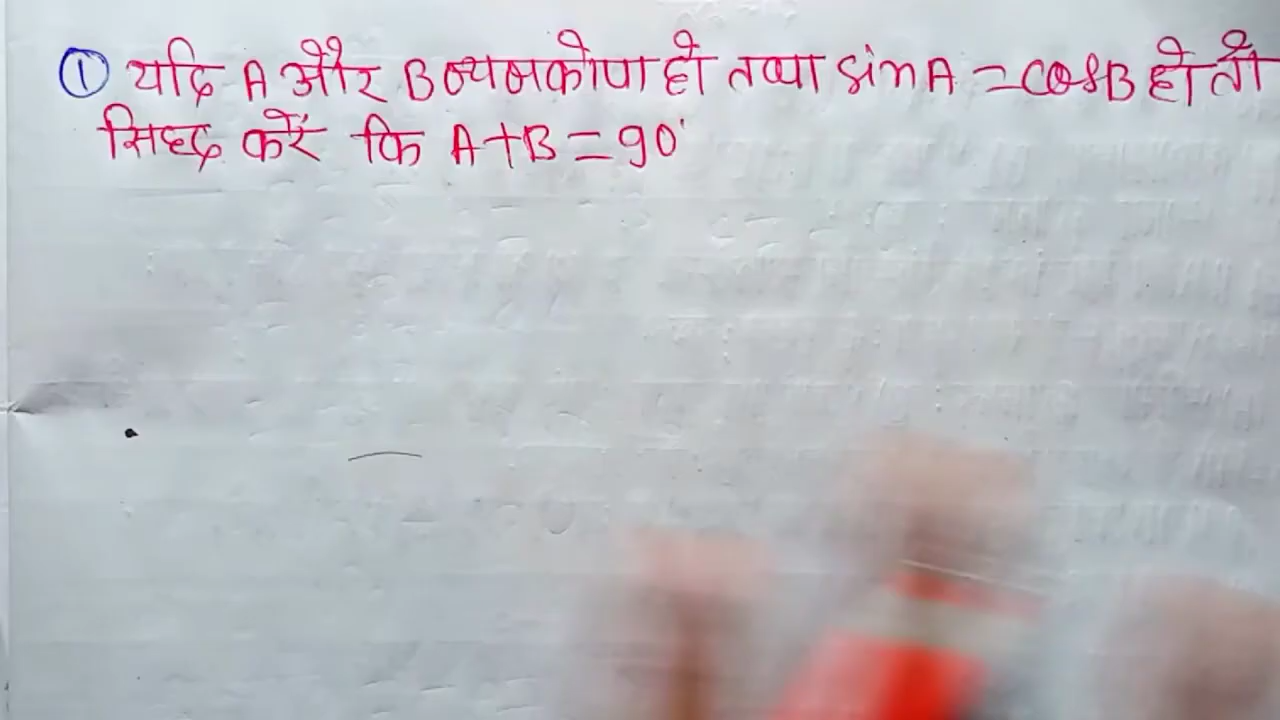 ① यदि A और B न्यूनकोण हो तथा sinA = cosB हो तो
सिद्ध करें कि A+B=90°